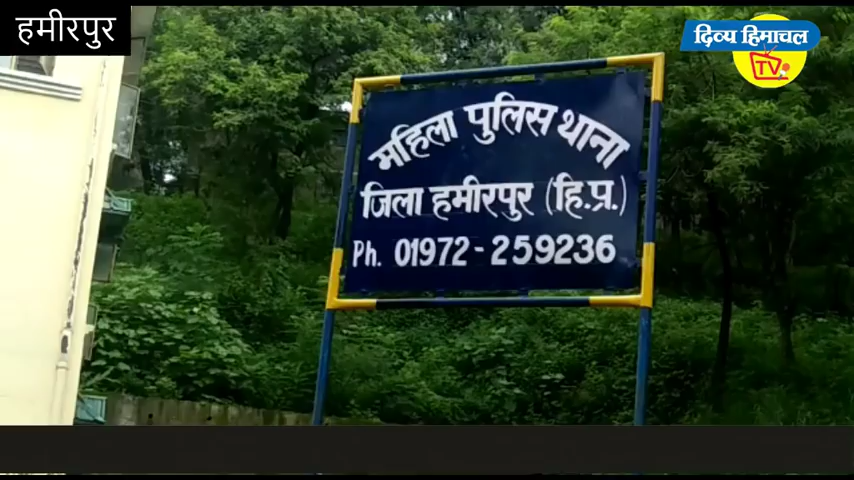 हमीरपुर
दिव्य हिमाचल
TV
महिला पुलिस थाना
जिला हमीरपुर (हि.प्र.)
Ph. 01972-259236